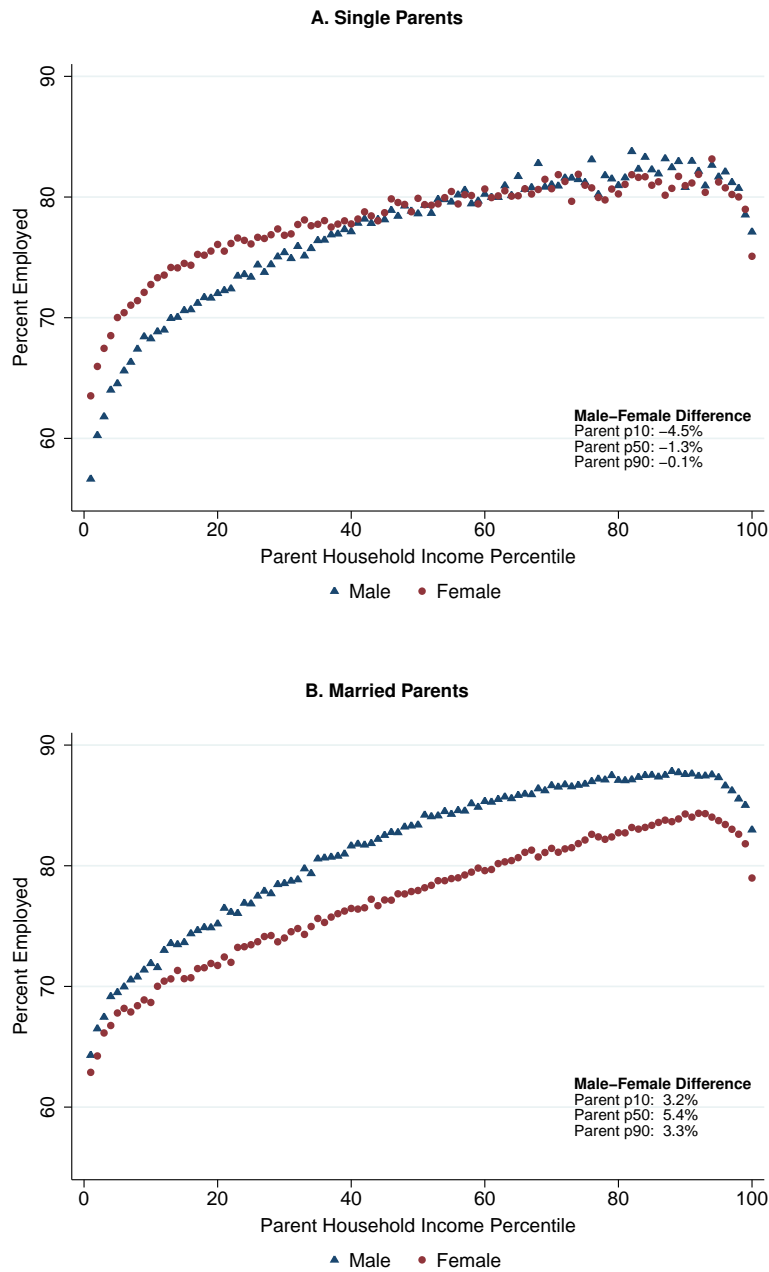 A. Single Parents
90
80
70
60
Percent Employed
Male−Female Difference
Parent p10: −4.5%
Parent p50: −1.3%
Parent p90: −0.1%
0 20 40 60 80 100
Parent Household Income Percentile
Male Female
B. Married Parents
90
80
70
60
Percent Employed
Male−Female Difference
Parent p10: 3.2%
Parent p50: 5.4%
Parent p90: 3.3%
0 20 40 60 80 100
Parent Household Income Percentile
Male Female